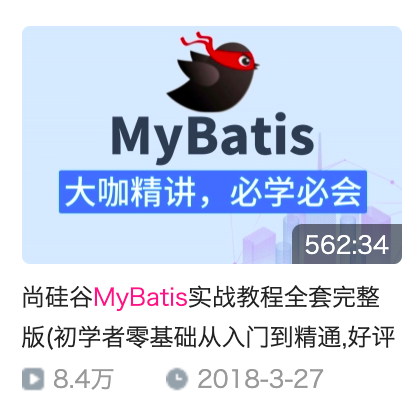 MyBatis
大咖精讲，必学必会
562:34
尚硅谷MyBatis实战教程全套完整
版(初学者零基础从入门到精通,好评
8.4万 2018-3-27